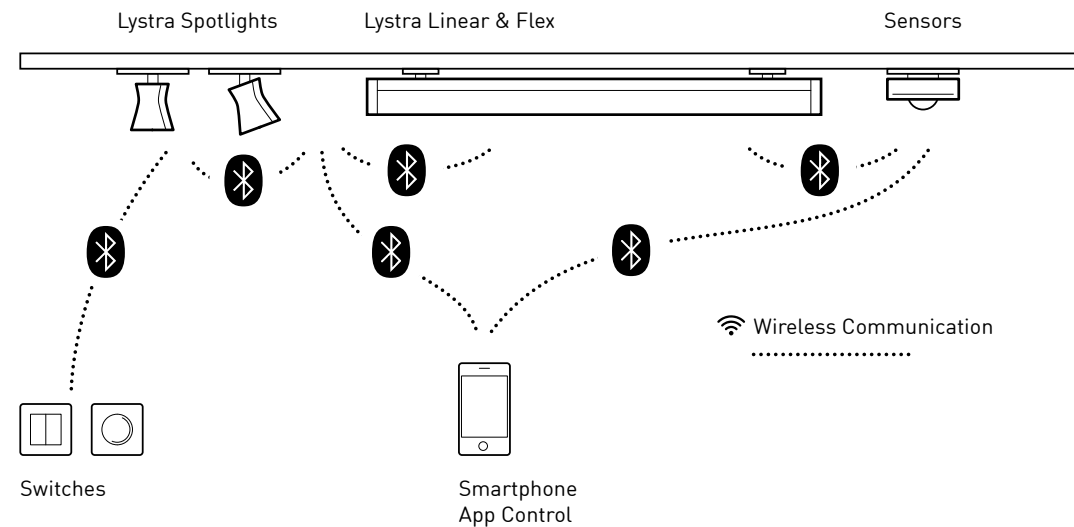 Lystra Spotlights
Lystra Linear & Flex
Sensors
Wireless Communication
Switches
Smartphone
App Control